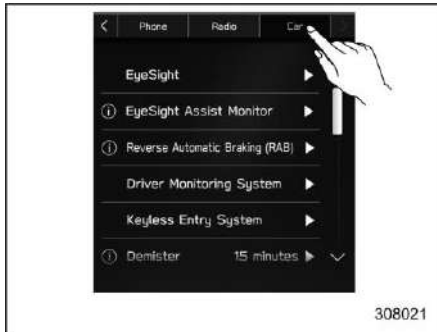 Phone Radio Car
EyeSight
EyeSight Assist Monitor
Reverse Automatic Braking (RAB)
Driver Monitoring System
Keyless Entry System
Demister 15 minutes
308021